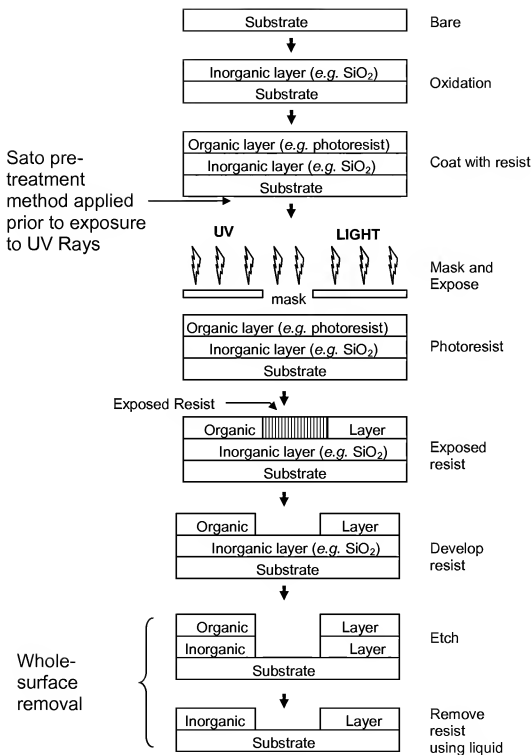 Substrate
Bare
Inorganic layer (e.g. SiO2)
Substrate
Oxidation
Organic layer (e.g. photoresist)
Inorganic layer (e.g. SiO2)
Substrate
Coat with resist
Sato pre-
treatment
method applied
prior to exposure
to UV Rays
UV LIGHT
mask
Mask and
Expose
Organic layer (e.g. photoresist)
Inorganic layer (e.g. SiO2)
Substrate
Photoresist
Exposed Resist
Organic Layer
Inorganic layer (e.g. SiO2)
Substrate
Exposed
resist
Organic Layer
Inorganic layer (e.g. SiO2)
Substrate
Develop
resist
Whole-
surface
removal
Organic Layer
Inorganic Layer
Substrate
Etch
Inorganic Layer
Substrate
Remove
resist
using liquid